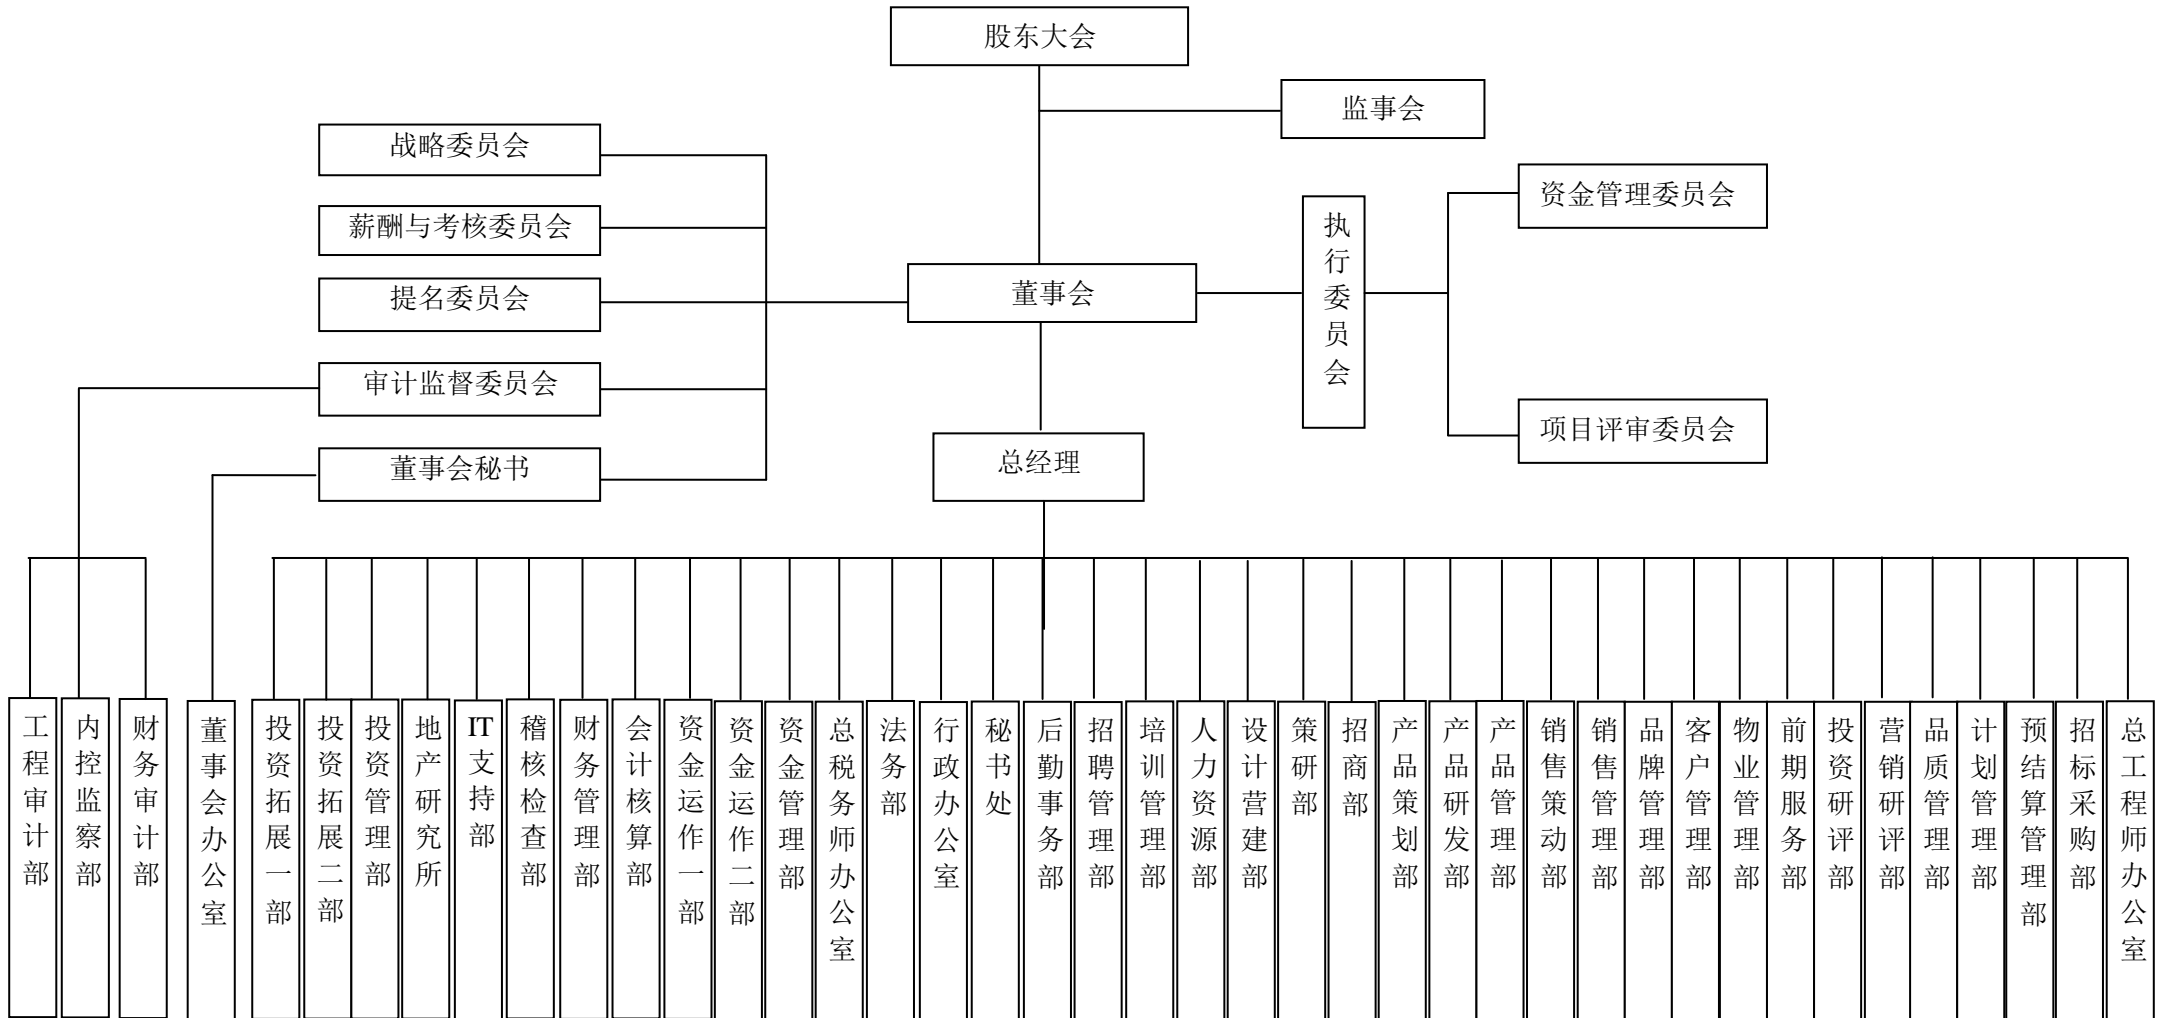 股东大会
监事会
战略委员会
资金管理委员会
薪酬与考核委员会
执行委员会
提名委员会
董事会
审计监督委员会
项目评审委员会
董事会秘书
总经理
工程审计部
内控监察部
财务审计部
董事会办公室
投资拓展一部
投资拓展二部
投资管理部
地产研究所
IT支持部
稽核检查部
财务管理部
会计核算部
资金运作一部
资金运作二部
资金管理部
总税务师办公室
法务部
行政办公室
秘书处
后勤事务部
招聘管理部
培训管理部
人力资源部
设计营建部
策研部
招商部
产品策划部
产品研发部
产品管理部
销售策动部
销售管理部
品牌管理部
客户管理部
物业管理部
前期服务部
投资研评部
营销研评部
品质管理部
计划管理部
预结算管理部
招标采购部
总工程师办公室